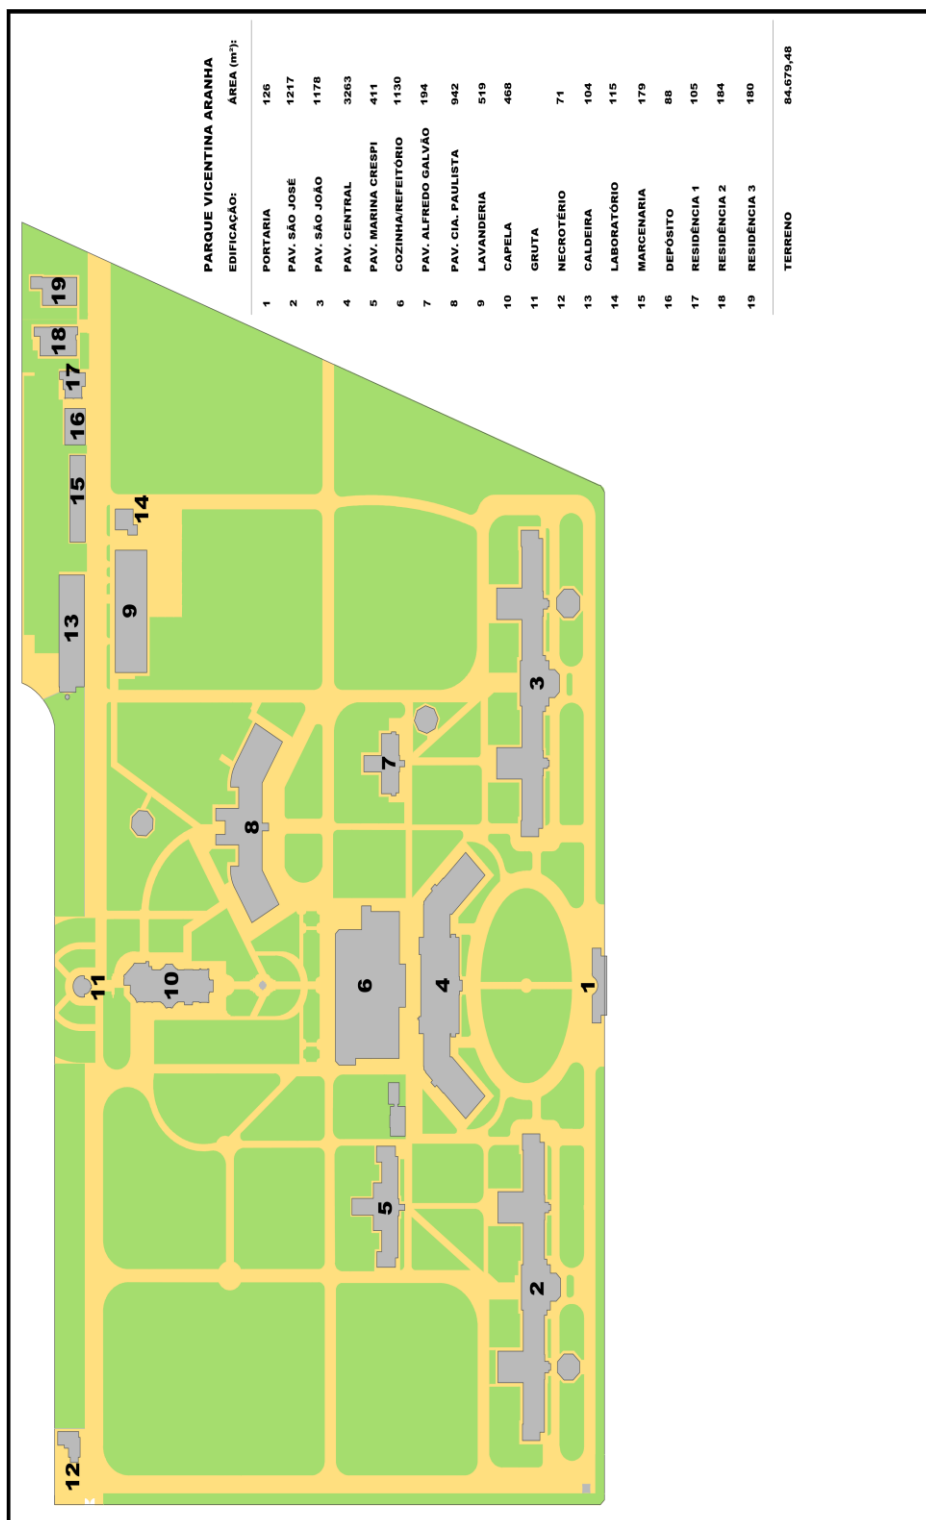 PARQUE VICENTINA ARANHA
EDIFICAÇÃO: ÁREA (m²):
1 PORTARIA 126
2 PAV. SÃO JOSÉ 1217
3 PAV. SÃO JOÃO 1178
4 PAV. CENTRAL 3263
5 PAV. MARINA CRESPI 411
6 COZINHA/REFEITÓRIO 1130
7 PAV. ALFREDO GALVÃO 194
8 PAV. CIA. PAULISTA 942
9 LAVANDERIA 519
10 CAPELA 468
11 GRUTA
12 NECROTÉRIO 71
13 CALDEIRA 104
14 LABORATÓRIO 115
15 MARCENARIA 179
16 DEPÓSITO 88
17 RESIDÊNCIA 1 105
18 RESIDÊNCIA 2 184
19 RESIDÊNCIA 3 180
TERRENO 84.679,48
12
11
13
15
16
17
18
19
10
9
14
8
5
6
7
4
2
3
1